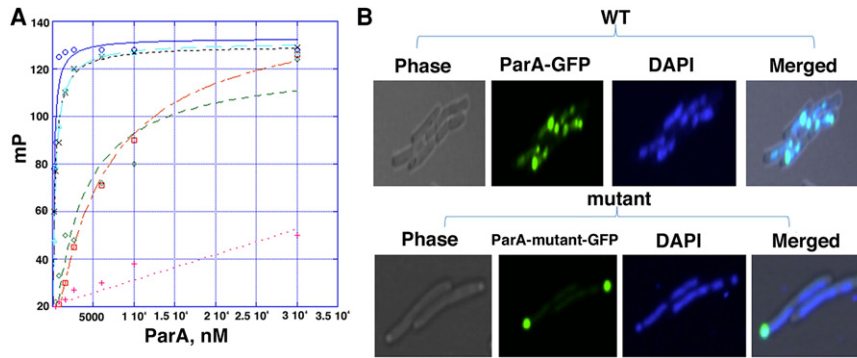 A
140
120
100
80
60
40
20
mP
5000
1 10'
1.5 10'
2 10'
2.5 10'
3 10'
3.5 10'
ParA, nM
B
WT
Phase
ParA-GFP
DAPI
Merged
mutant
Phase
ParA-mutant-GFP
DAPI
Merged